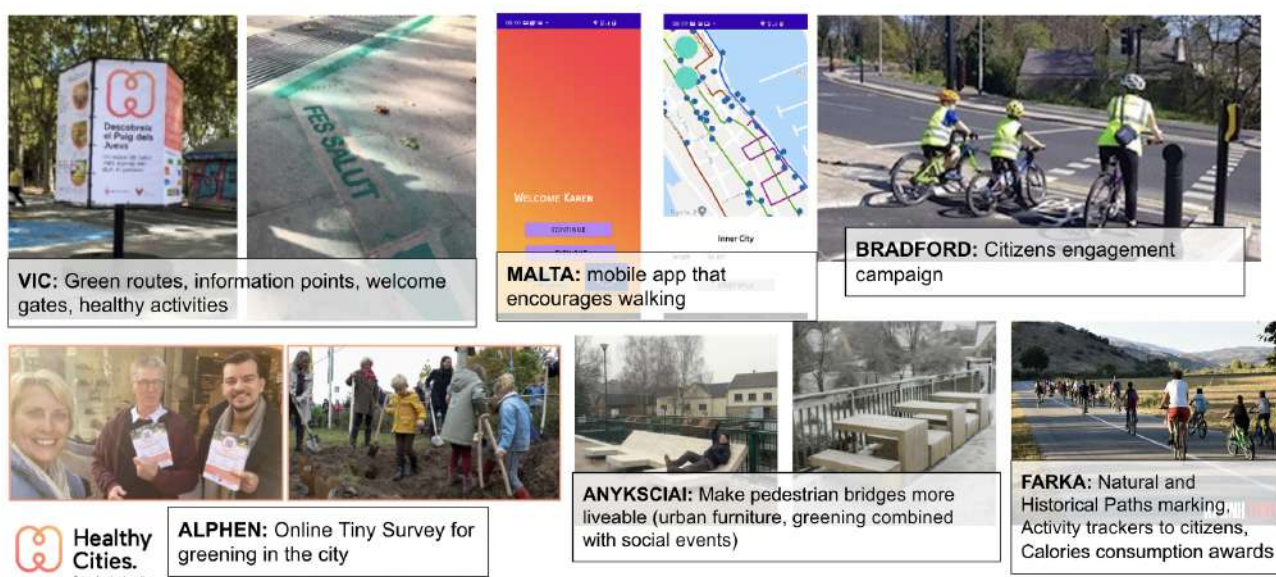 Descobreix
el Puig dels
Jueus
FES SALUT
WELCOME KAREN
CONTINUE
Inner City
VIC: Green routes, information points, welcome
gates, healthy activities
MALTA: mobile app that
encourages walking
BRADFORD: Citizens engagement
campaign
ALPHEN: Online Tiny Survey for
greening in the city
ANYKSCIAI: Make pedestrian bridges more
liveable (urban furniture, greening combined
with social events)
FARKA: Natural and
Historical Paths marking,
Activity trackers to citizens,
Calories consumption awards
Healthy
Cities.